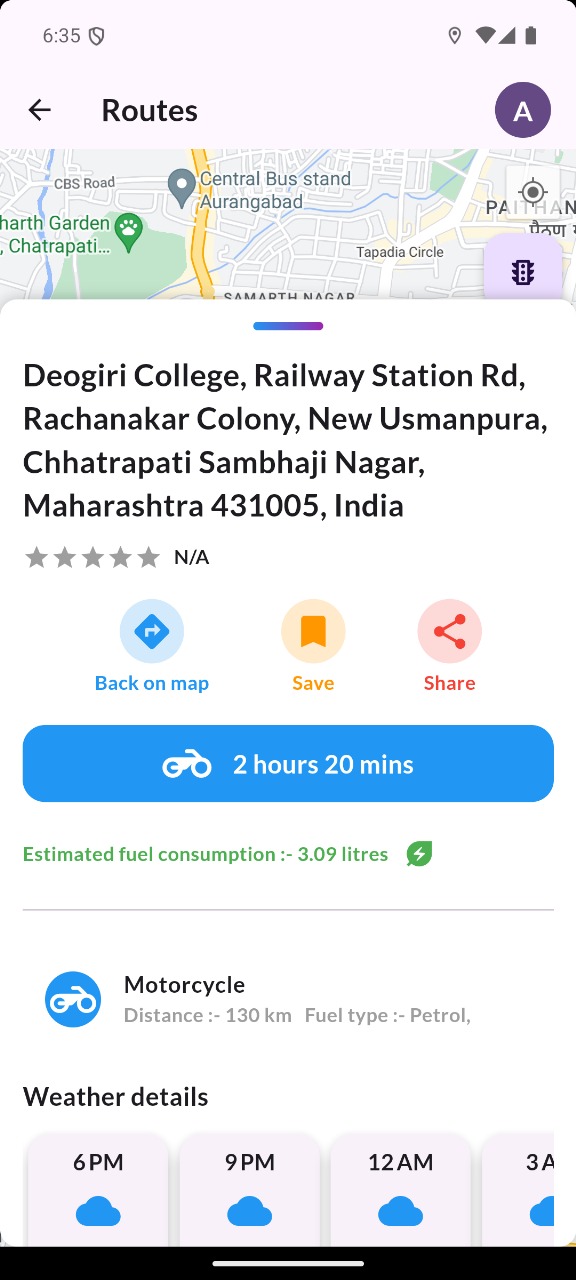 6:35
Routes
A
CBS Road
Central Bus stand
Aurangabad
harth Garden
, Chatrapati...
PAITHAN
पैठण
Tapadia Circle
SAMARTH NAGAR
Deogiri College, Railway Station Rd,
Rachanakar Colony, New Usmanpura,
Chhatrapati Sambhaji Nagar,
Maharashtra 431005, India
N/A
Back on map
Save
Share
2 hours 20 mins
Estimated fuel consumption :- 3.09 litres
Motorcycle
Distance :- 130 km Fuel type :- Petrol,
Weather details
6 PM
9 PM
12 AM
3 A